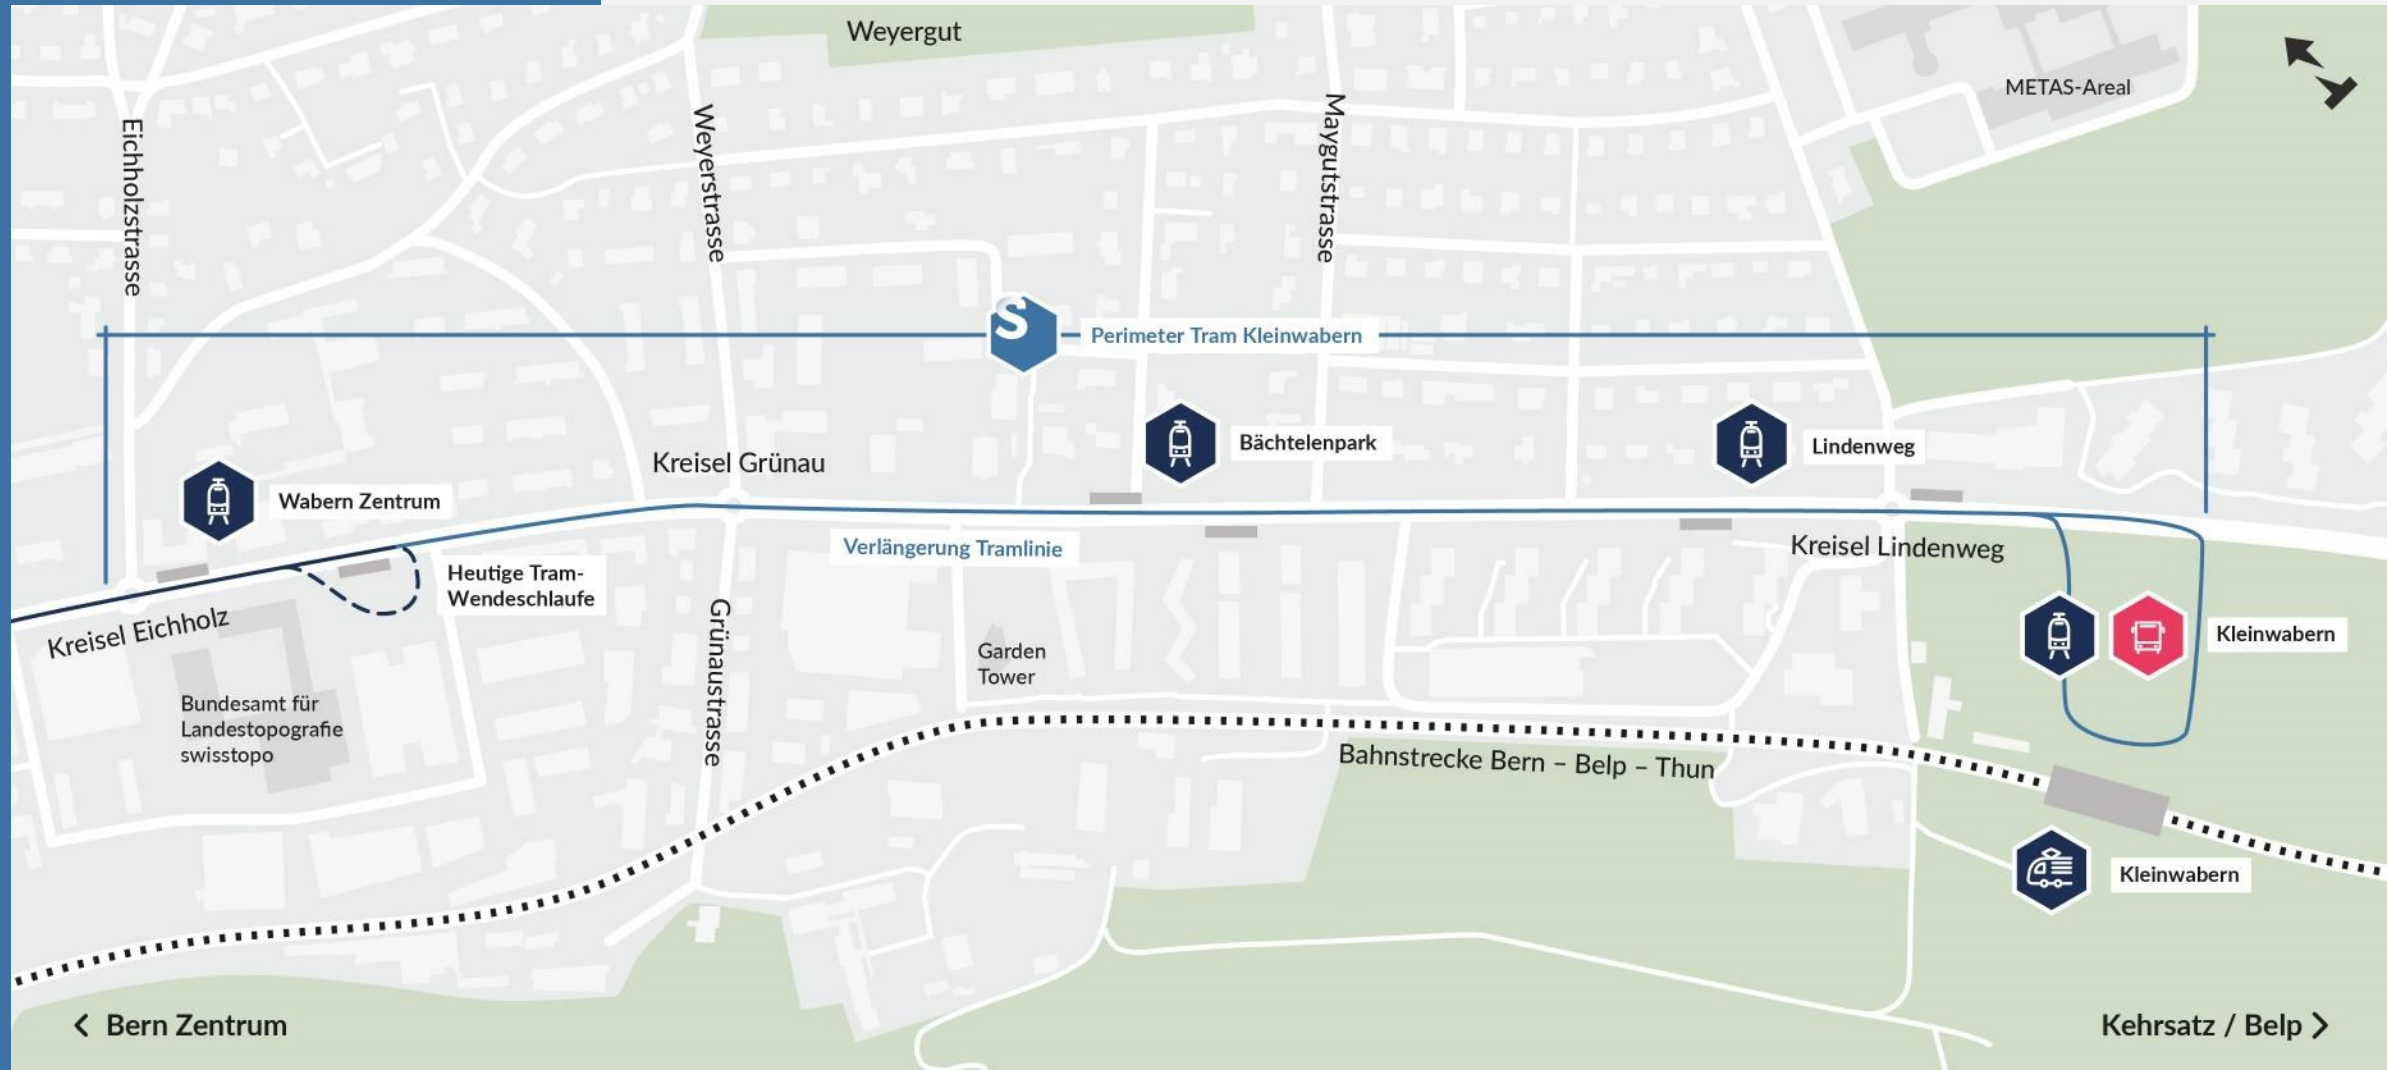 Weyergut
METAS-Areal
Eichholzstrasse
Weyerstrasse
Maygutstrasse
S
Perimeter Tram Kleinwabern
Bächtelenpark
Lindenweg
Kreisel Grünau
Wabern Zentrum
Verlängerung Tramlinie
Kreisel Lindenweg
Heutige Tram-
Wendeschlaufe
Kreisel Eichholz
Grünaustrasse
Kleinwabern
Garden
Tower
Bundesamt für
Landestopografie
swisstopo
Bahnstrecke Bern – Belp – Thun
Kleinwabern
Bern Zentrum
Kehrsatz / Belp